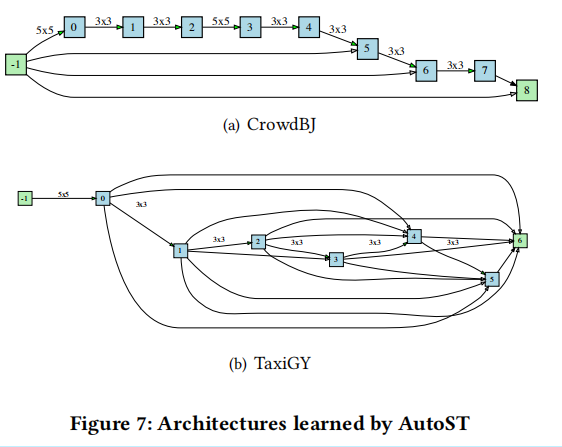 5x5 0 3x3 1 3x3 2 5x5 3 3x3 4 3x3
-1 5 3x3
6 3x3 7
8
(a) CrowdBJ
-1 5x5 0 3x3
1 3x3 2 3x3 3 3x3 4 3x3 6
5
(b) TaxiGY
Figure 7: Architectures learned by AutoST